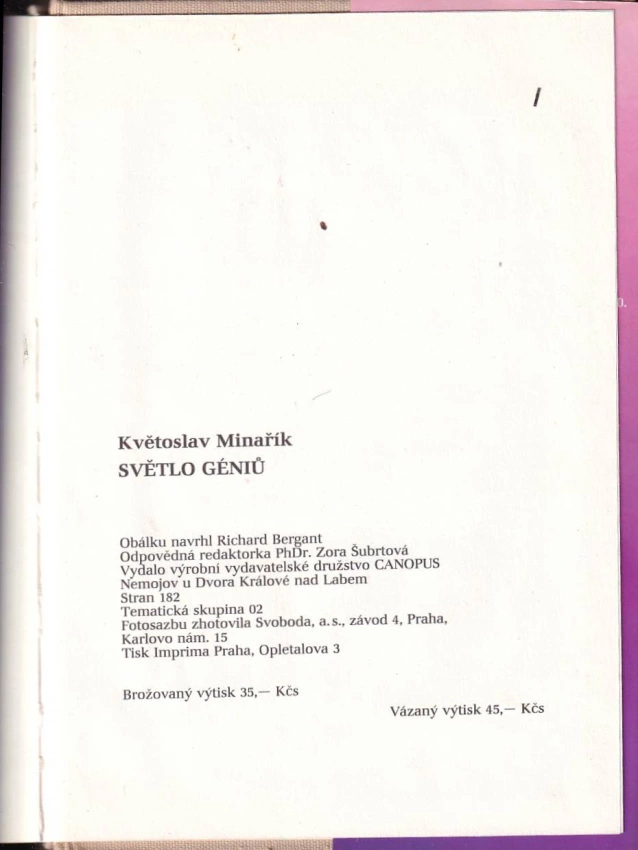 Květoslav Minařík
SVĚTLO GÉNIŮ
Obálku navrhl Richard Bergant
Odpovědná redaktorka PhDr. Zora Šubrtová
Vydalo výrobní vydavatelské družstvo CANOPUS
Nemojov u Dvora Králové nad Labem
Stran 182
Tematická skupina 02
Fotosazbu zhotovila Svoboda, a. s., závod 4, Praha,
Karlovo nám. 15
Tisk Imprima Praha, Opletalova 3
Brožovaný výtisk 35,— Kčs
Vázaný výtisk 45,— Kčs
0.